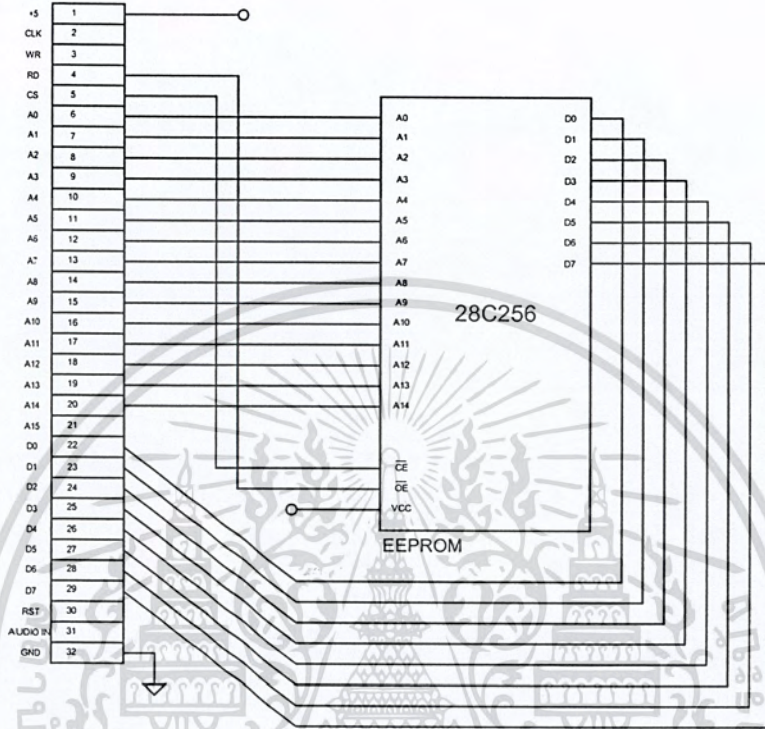 +5 1
CLK 2
WR 3
RD 4
CS 5
A0 6
A1 7
A2 8
A3 9
A4 10
A5 11
A6 12
A7 13
A8 14
A9 15
A10 16
A11 17
A12 18
A13 19
A14 20
A15 21
D0 22
D1 23
D2 24
D3 25
D4 26
D5 27
D6 28
D7 29
RST 30
AUDIO IN 31
GND 32
A0 D0
A1 D1
A2 D2
A3 D3
A4 D4
A5 D5
A6 D6
A7 D7
A8
A9
28C256
A10
A11
A12
A13
A14
CE
OE
VCC
EEPROM